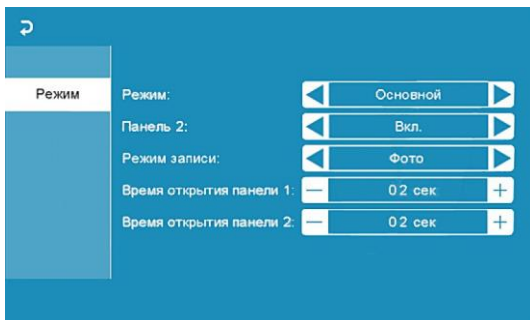 Режим
Режим: Основной
Панель 2: Вкл.
Режим записи: Фото
Время открытия панели 1: 02 сек
Время открытия панели 2: 02 сек